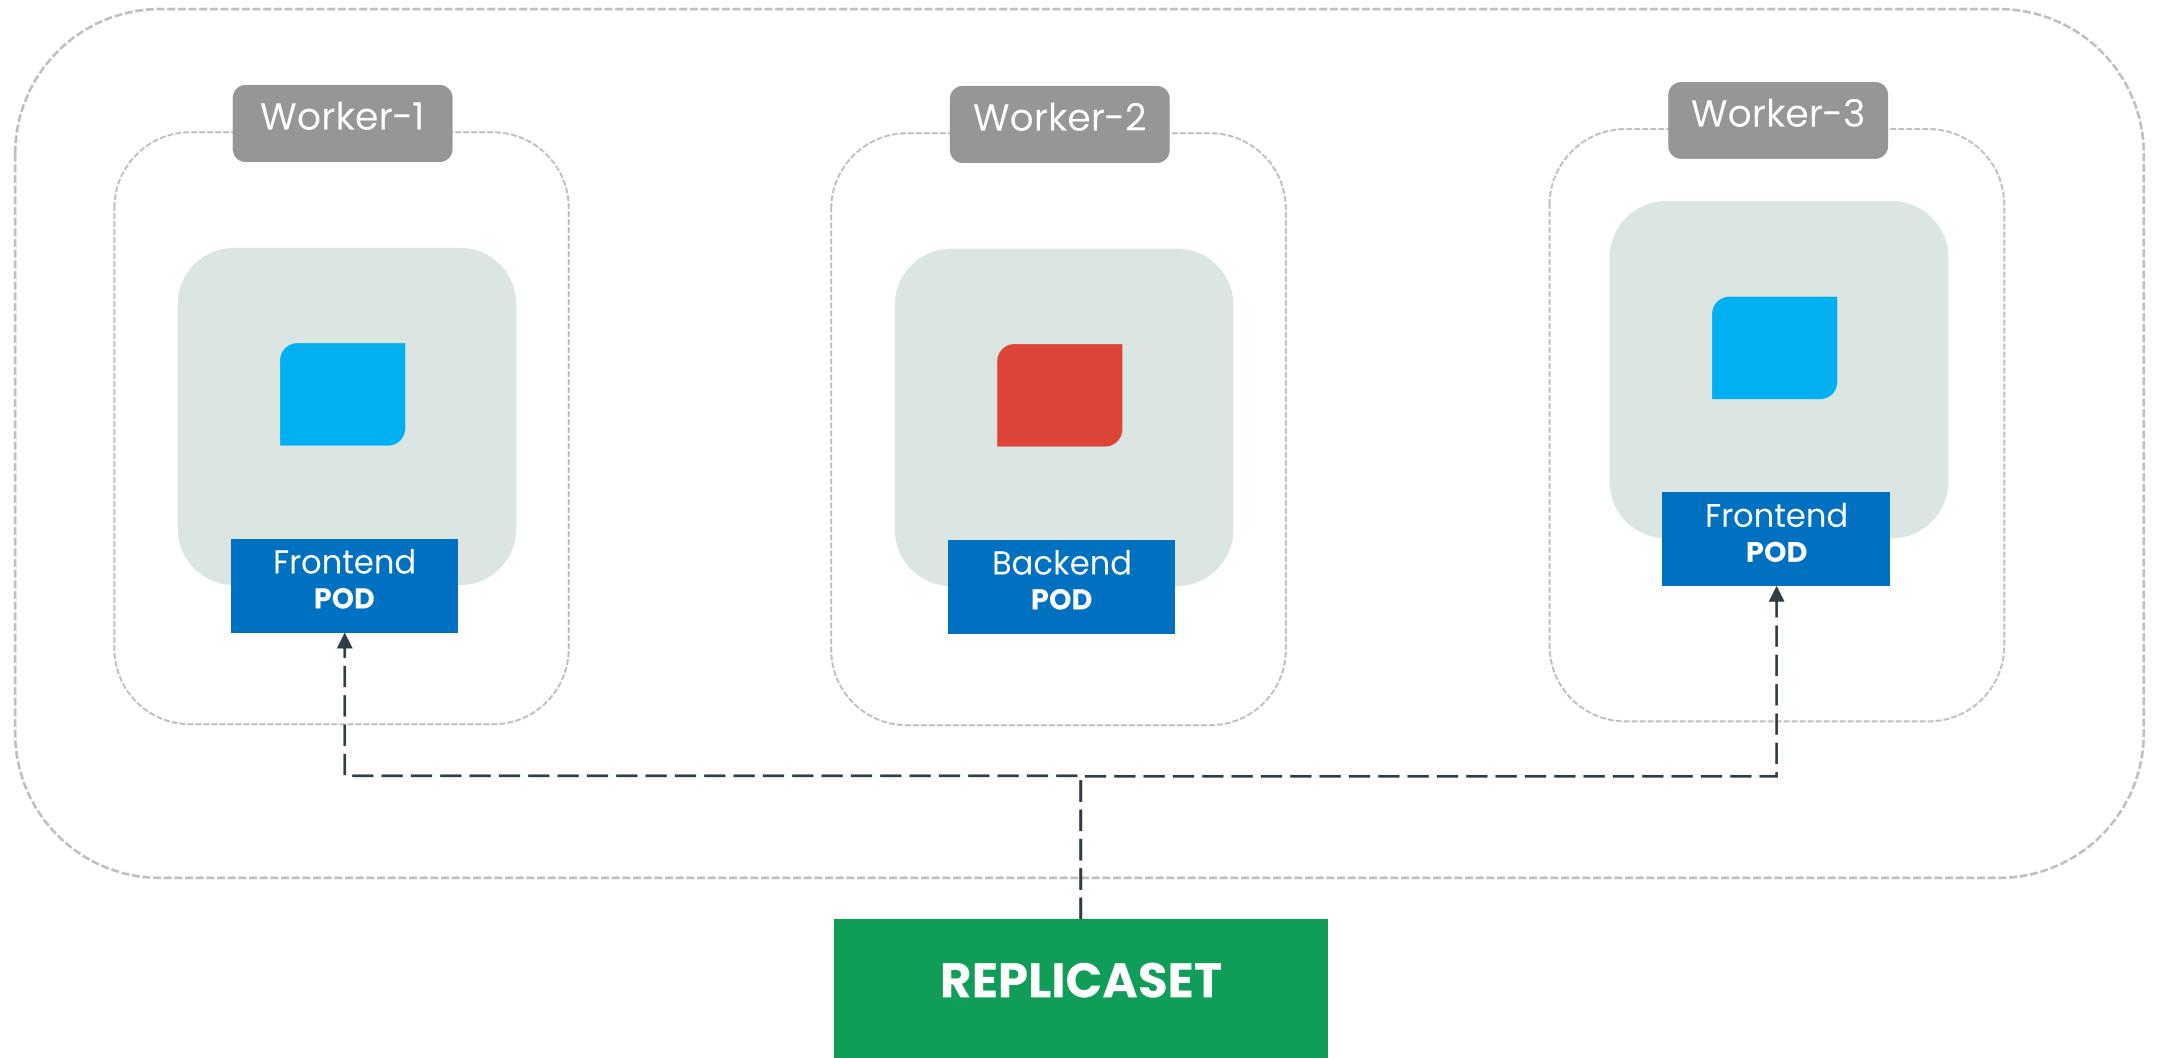 Worker-1
Worker-2
Worker-3
Frontend
POD
Backend
POD
Frontend
POD
REPLICASET